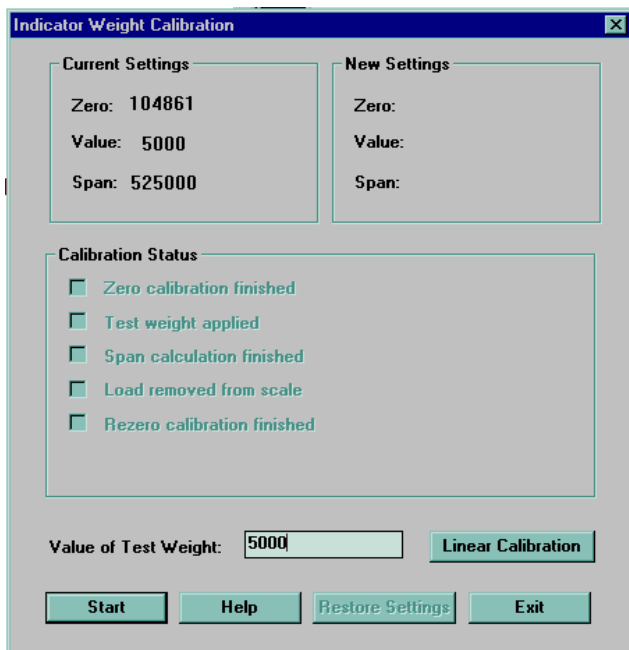 Indicator Weight Calibration
Current Settings
Zero: 104861
Value: 5000
Span: 525000
New Settings
Zero:
Value:
Span:
Calibration Status
Zero calibration finished
Test weight applied
Span calculation finished
Load removed from scale
Rezero calibration finished
Value of Test Weight: 5000 Linear Calibration
Start Help Restore Settings Exit